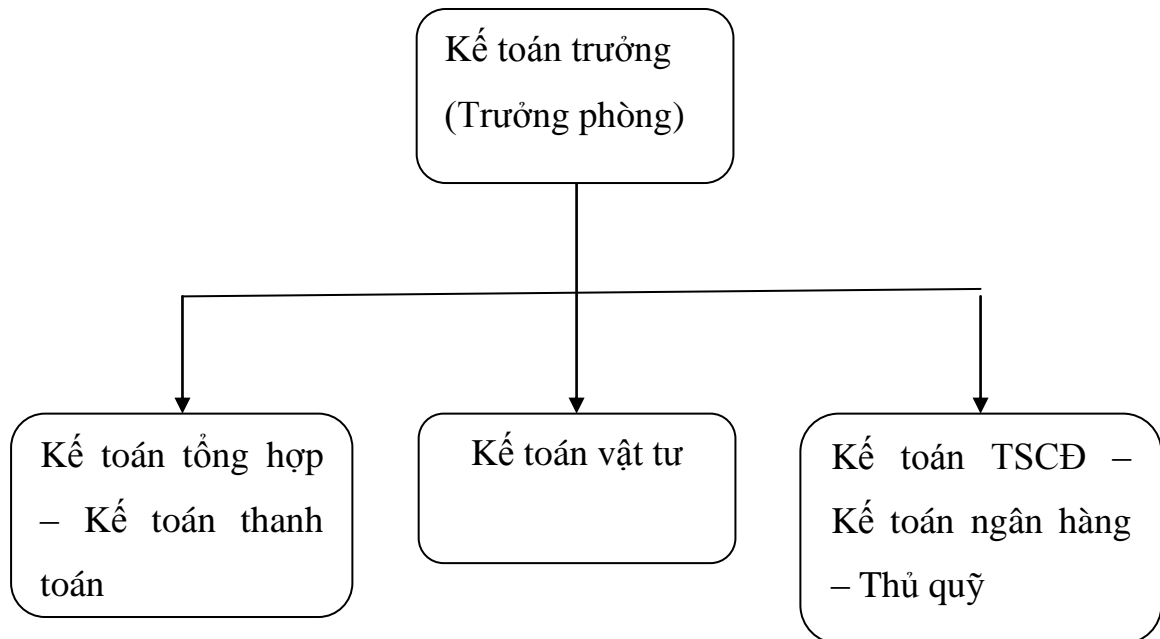 Kế toán trưởng
(Trưởng phòng)
Kế toán tổng hợp
– Kế toán thanh
toán
Kế toán vật tư
Kế toán TSCĐ –
Kế toán ngân hàng
– Thủ quỹ